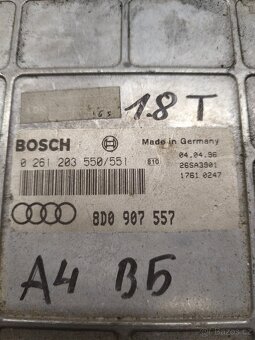 1.8 T
BOSCH
Made in Germany
0 261 203 550/551
04.04.96
26SA3901
1761 0247
8D0 907 557
A4 B5